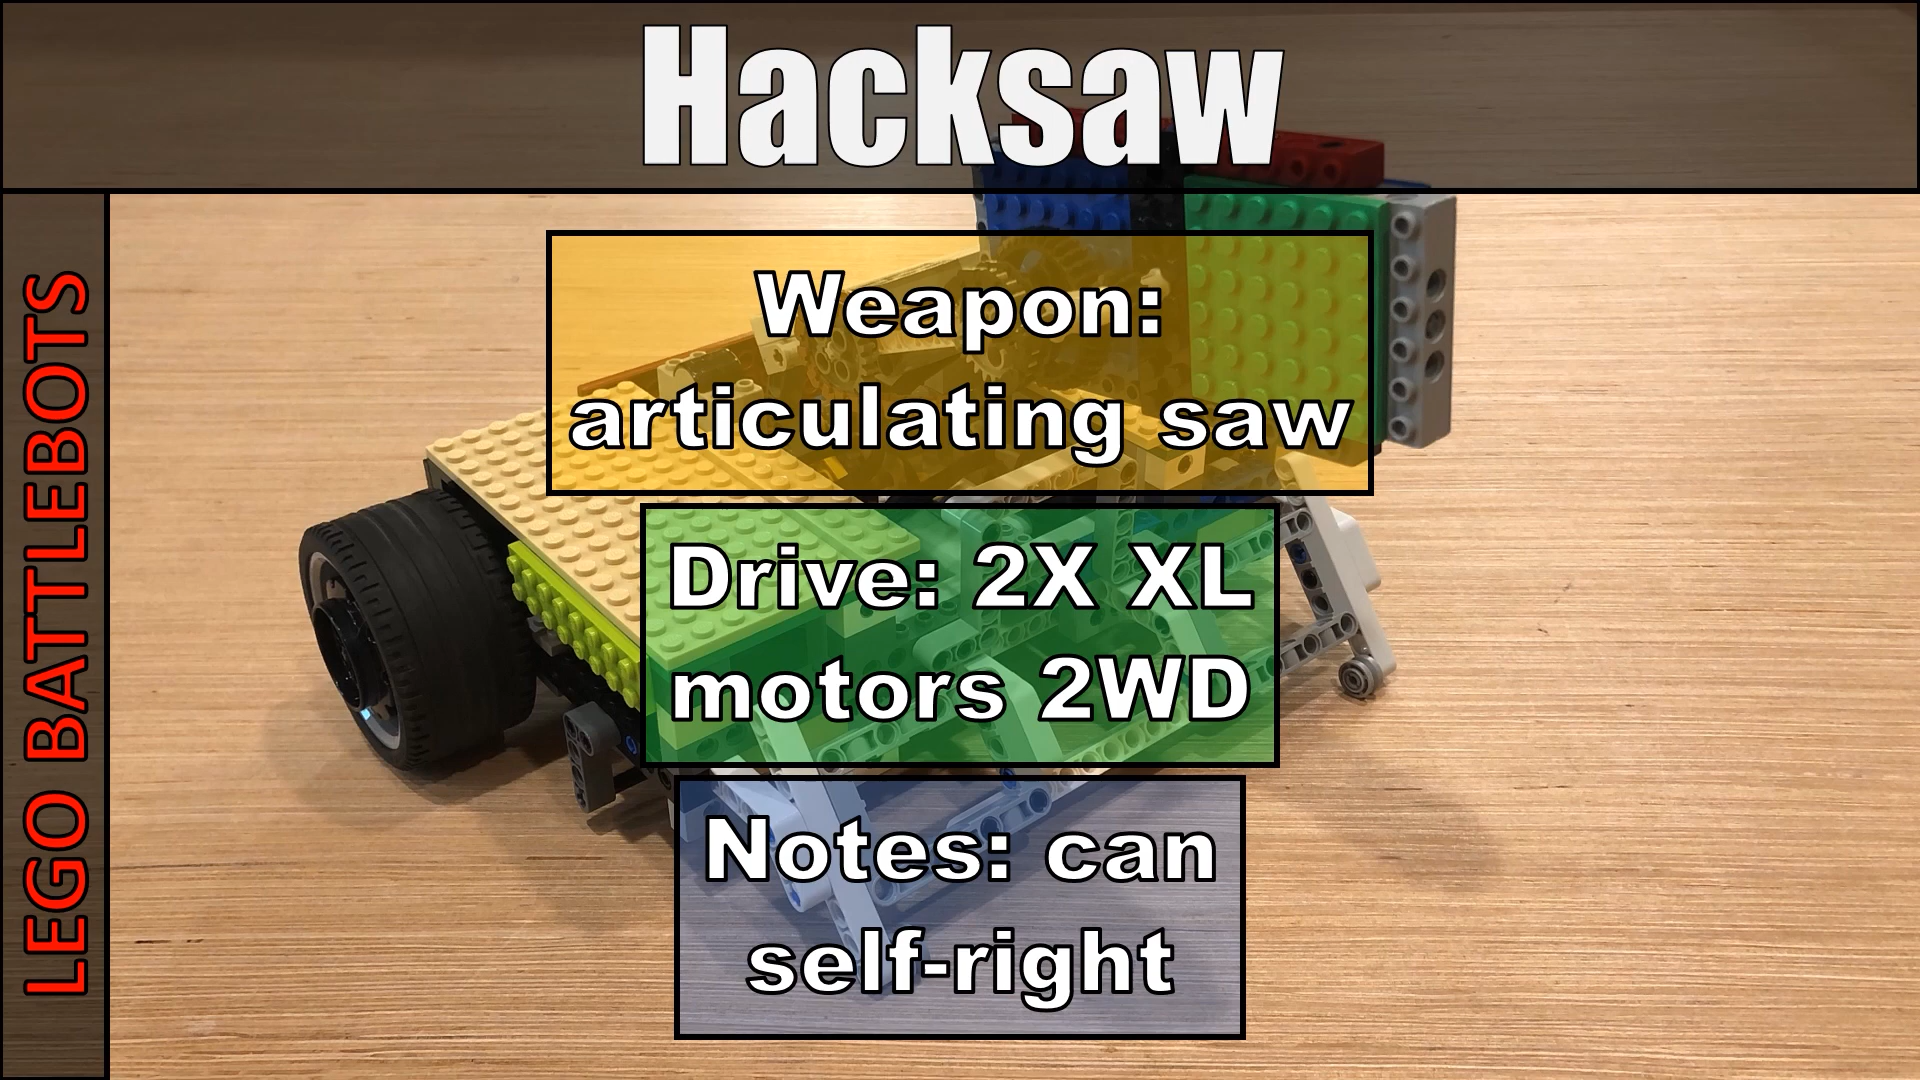 Hacksaw
LEGO BATTLEBOTS
Weapon:
articulating saw
Drive: 2X XL
motors 2WD
Notes: can
self-right